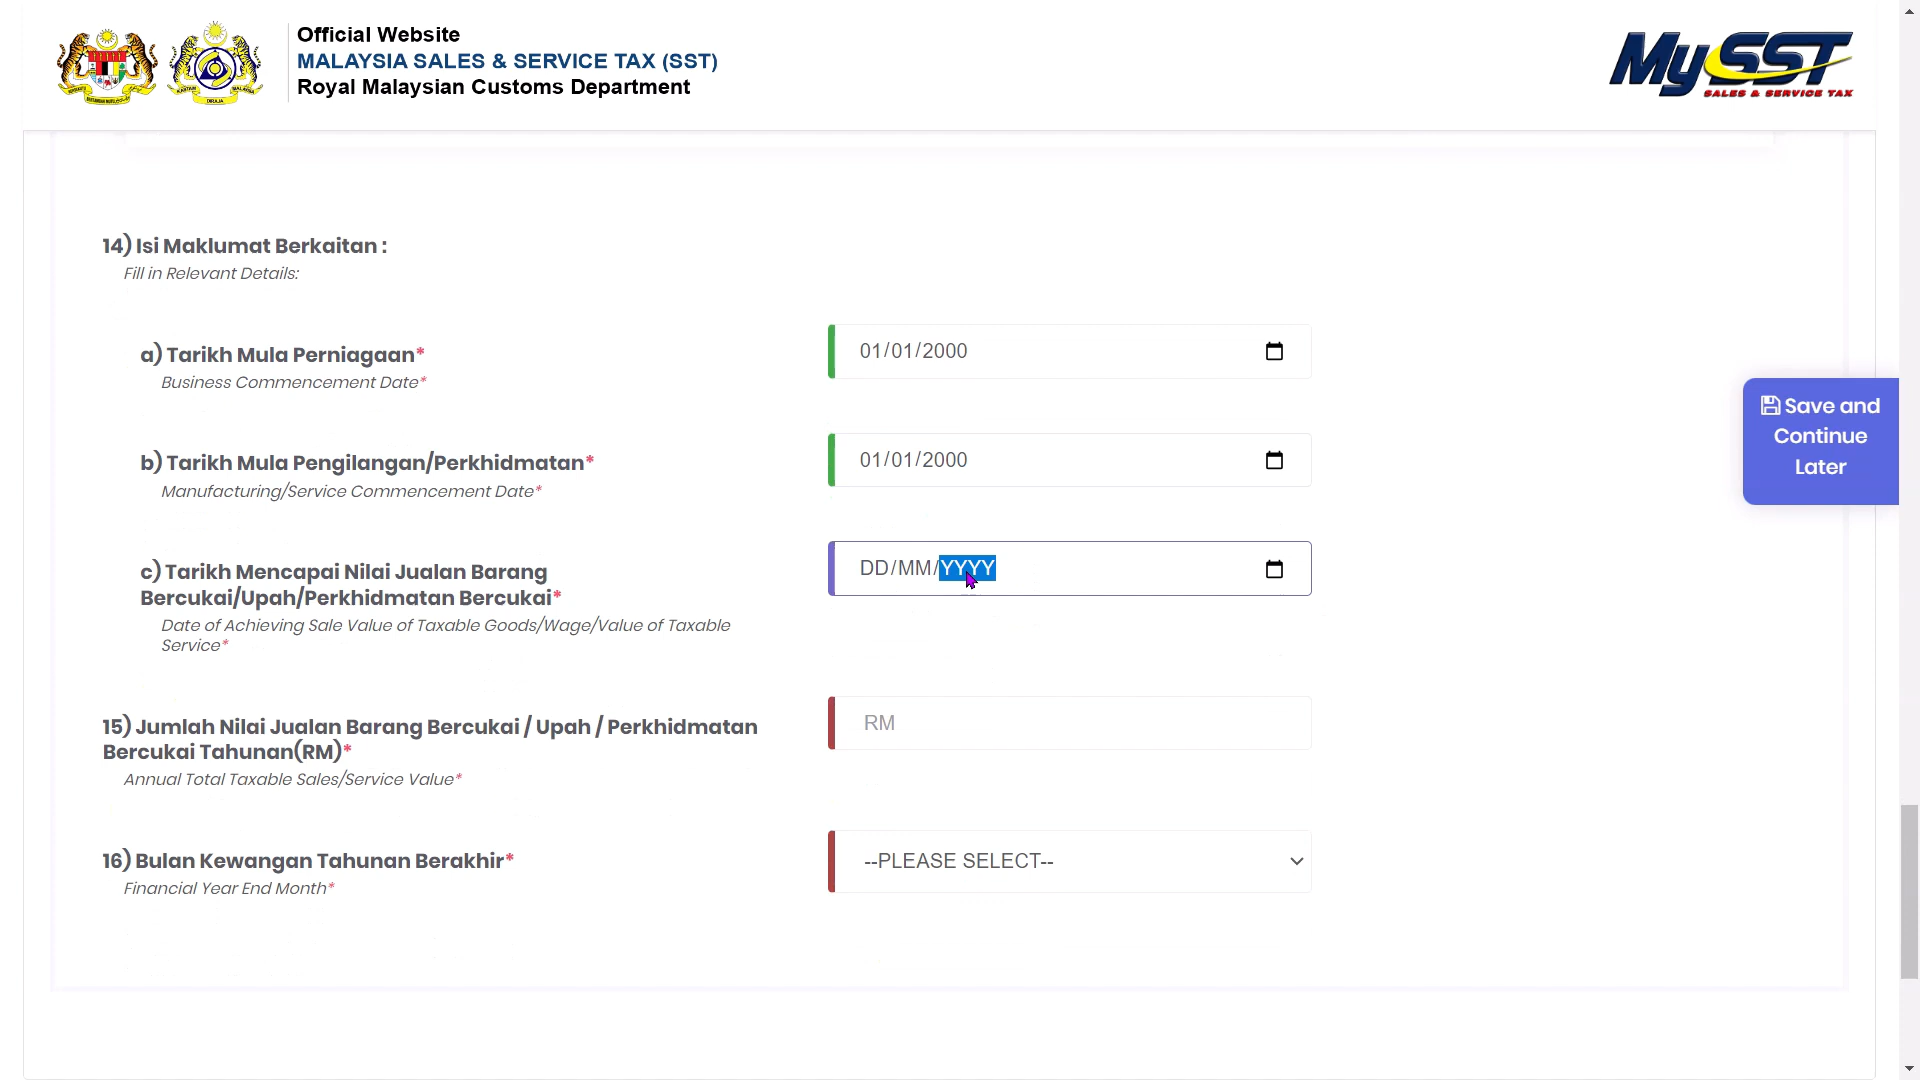 Official Website
MALAYSIA SALES & SERVICE TAX (SST)
Royal Malaysian Customs Department
MySST
SALES & SERVICE TAX
14) Isi Maklumat Berkaitan :
Fill in Relevant Details:
a) Tarikh Mula Perniagaan*
Business Commencement Date*
01/01/2000
b) Tarikh Mula Pengilangan/Perkhidmatan*
Manufacturing/Service Commencement Date*
01/01/2000
c) Tarikh Mencapai Nilai Jualan Barang
Bercukai/Upah/Perkhidmatan Bercukai*
Date of Achieving Sale Value of Taxable Goods/Wage/Value of Taxable
Service*
DD/MM/YYYY
15) Jumlah Nilai Jualan Barang Bercukai / Upah / Perkhidmatan
Bercukai Tahunan(RM)*
Annual Total Taxable Sales/Service Value*
RM
16) Bulan Kewangan Tahunan Berakhir*
Financial Year End Month*
--PLEASE SELECT--
Save and
Continue
Later